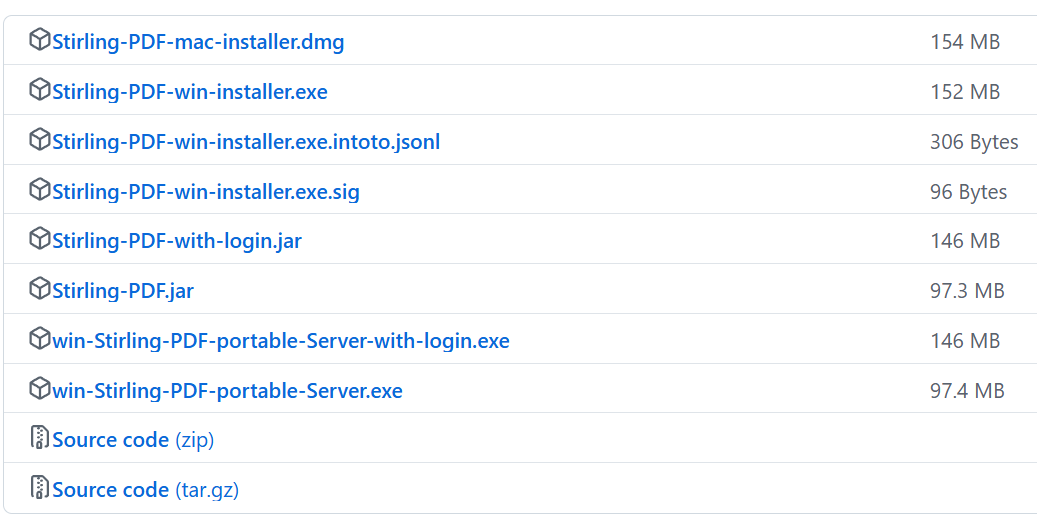 Stirling-PDF-mac-installer.dmg 154 MB
Stirling-PDF-win-installer.exe 152 MB
Stirling-PDF-win-installer.exe.intoto.jsonl 306 Bytes
Stirling-PDF-win-installer.exe.sig 96 Bytes
Stirling-PDF-with-login.jar 146 MB
Stirling-PDF.jar 97.3 MB
win-Stirling-PDF-portable-Server-with-login.exe 146 MB
win-Stirling-PDF-portable-Server.exe 97.4 MB
Source code (zip)
Source code (tar.gz)